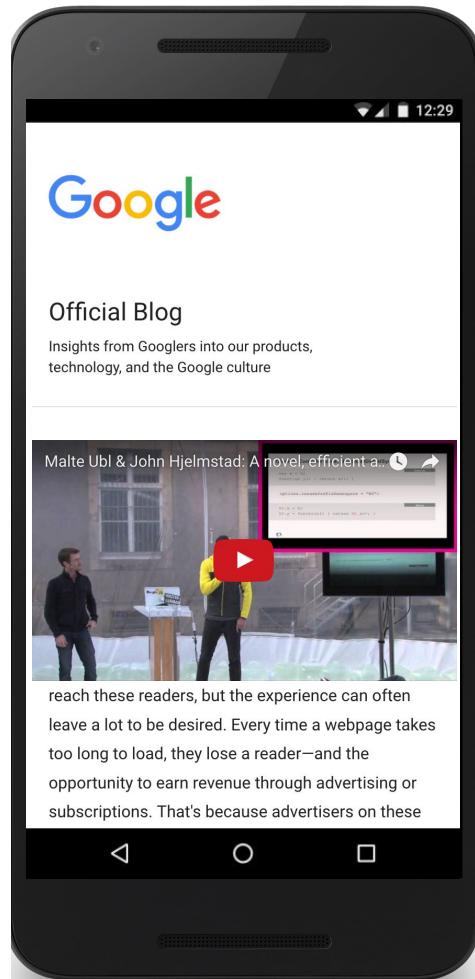 12:29
Google
Official Blog
Insights from Googlers into our products,
technology, and the Google culture
Malte Ubl & John Hjelmstad: A novel, efficient a..
reach these readers, but the experience can often
leave a lot to be desired. Every time a webpage takes
too long to load, they lose a reader—and the
opportunity to earn revenue through advertising or
subscriptions. That's because advertisers on these